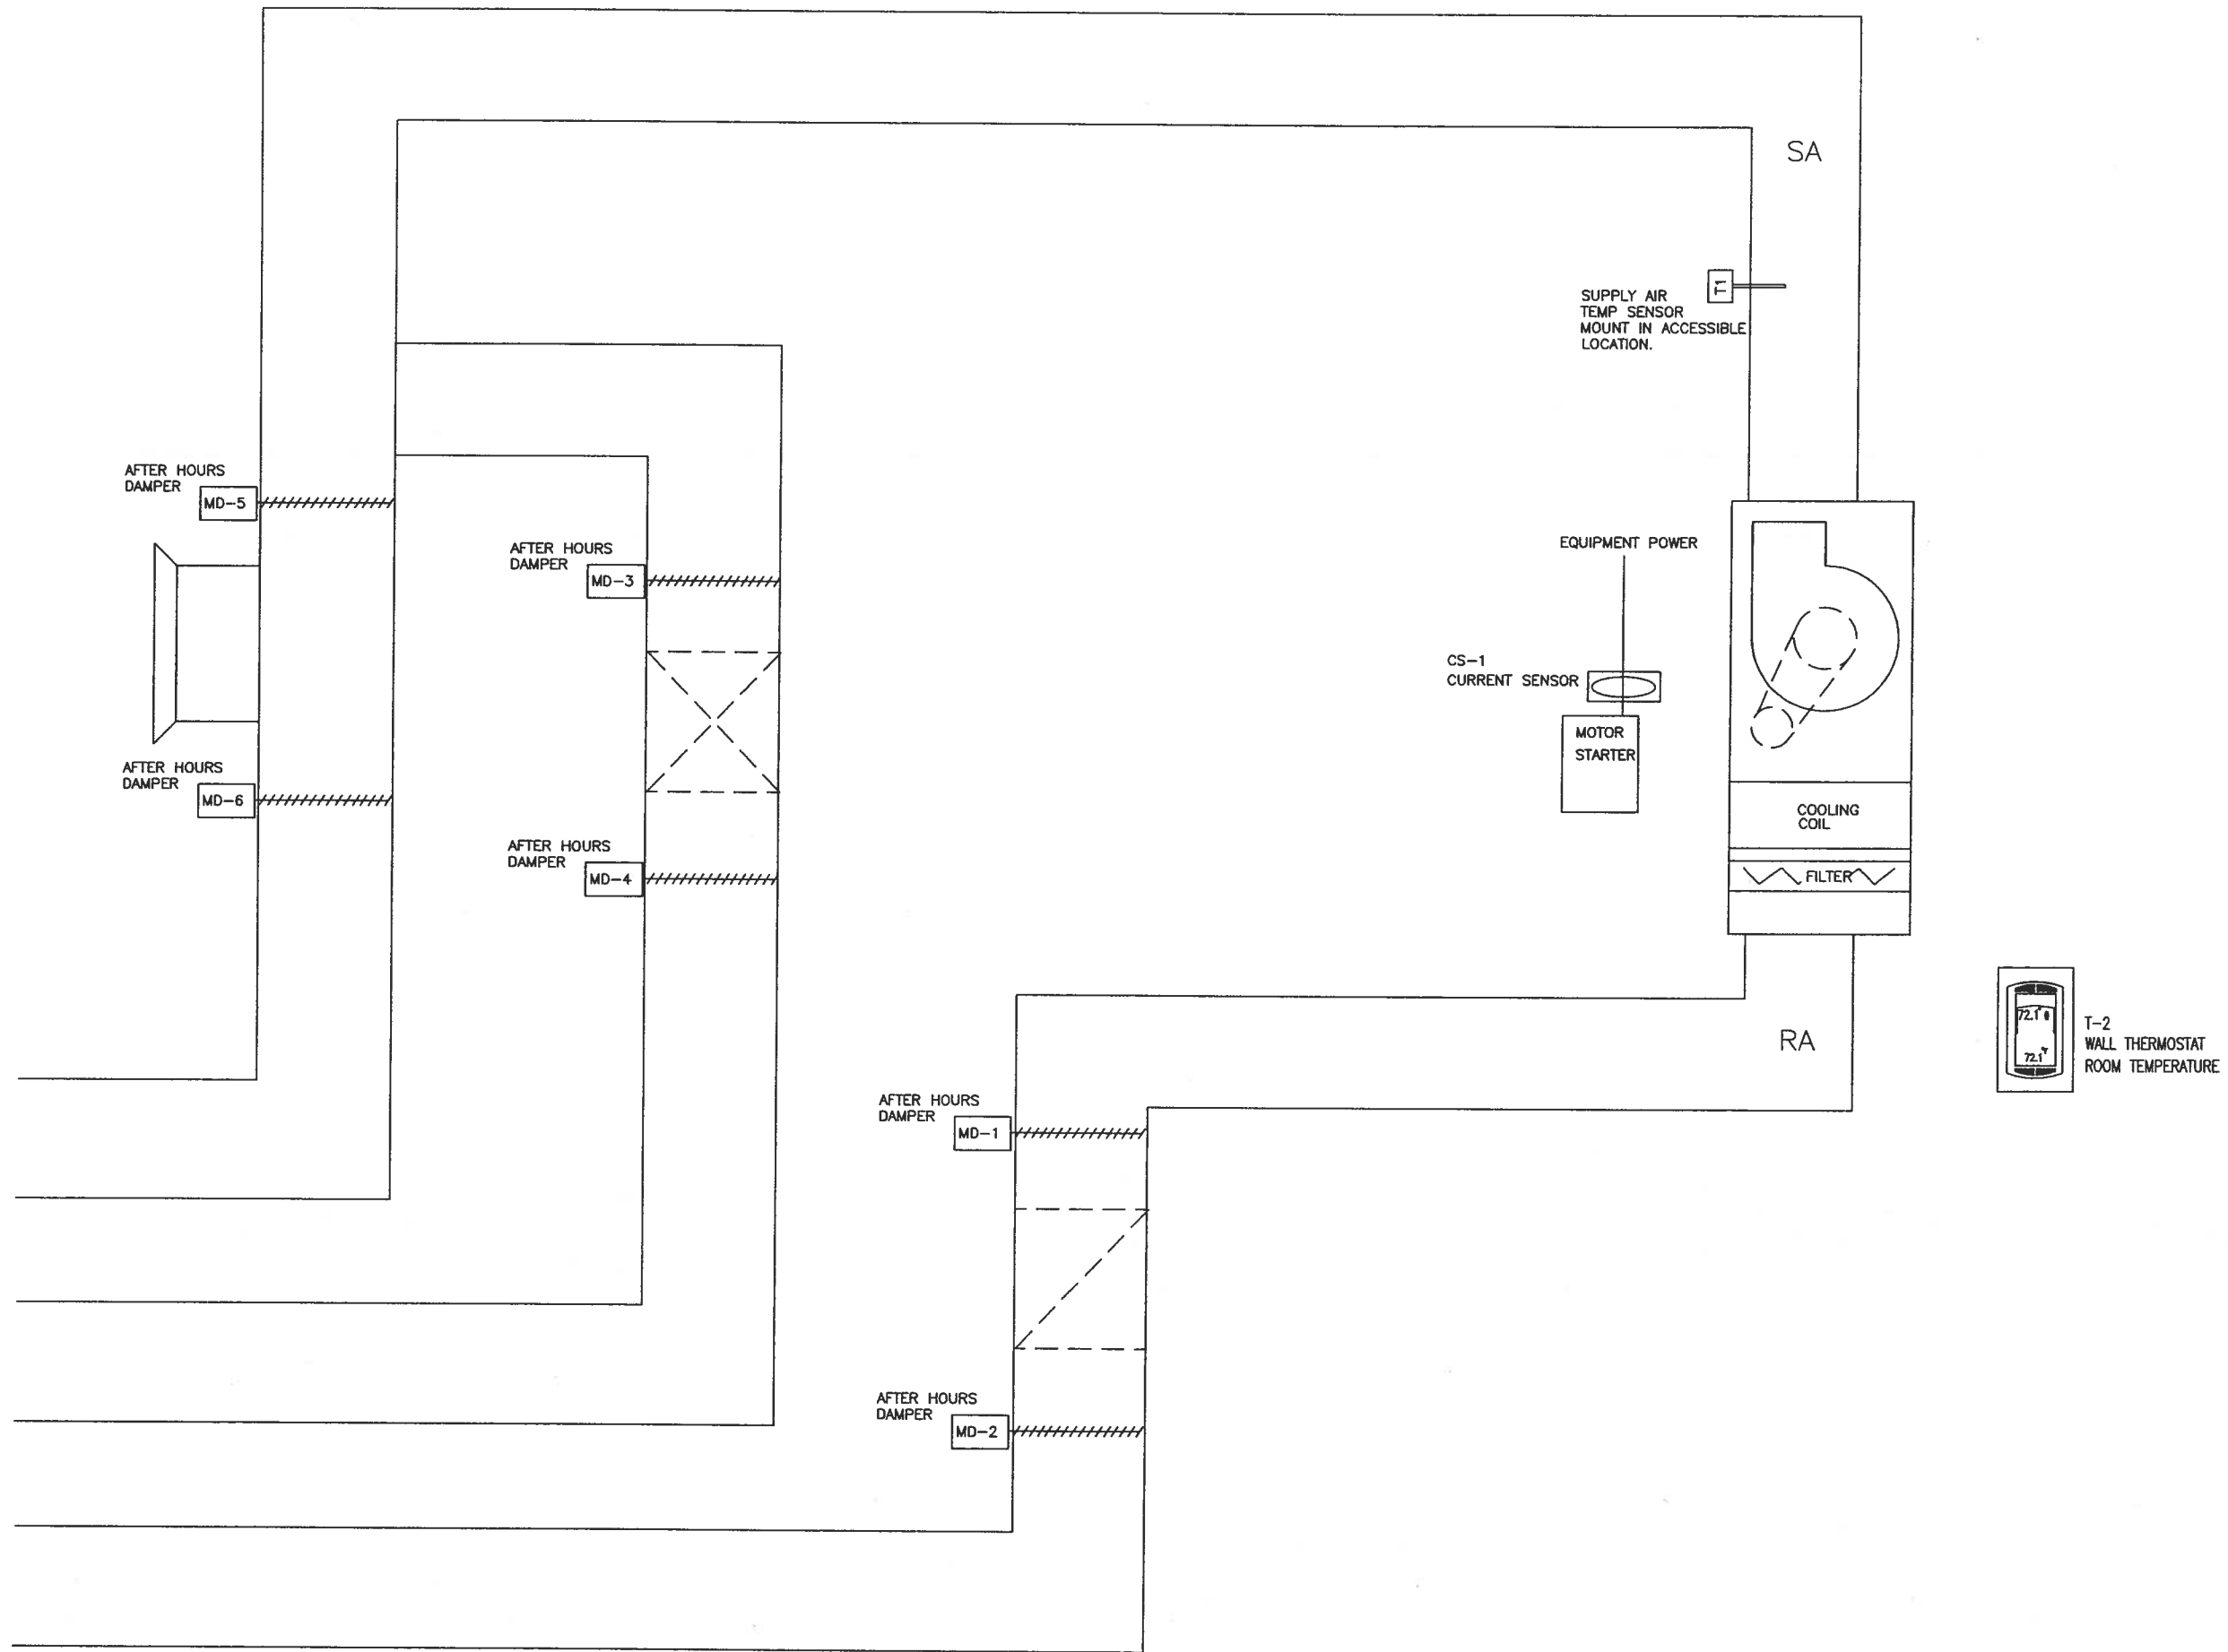 SA
T1
SUPPLY AIR
TEMP SENSOR
MOUNT IN ACCESSIBLE
LOCATION.
AFTER HOURS
DAMPER
MD-5
AFTER HOURS
DAMPER
MD-3
EQUIPMENT POWER
CS-1
CURRENT SENSOR
MOTOR
STARTER
AFTER HOURS
DAMPER
MD-6
COOLING
COIL
AFTER HOURS
DAMPER
MD-4
FILTER
72.1°
72.1°F
T-2
WALL THERMOSTAT
ROOM TEMPERATURE
RA
AFTER HOURS
DAMPER
MD-1
AFTER HOURS
DAMPER
MD-2